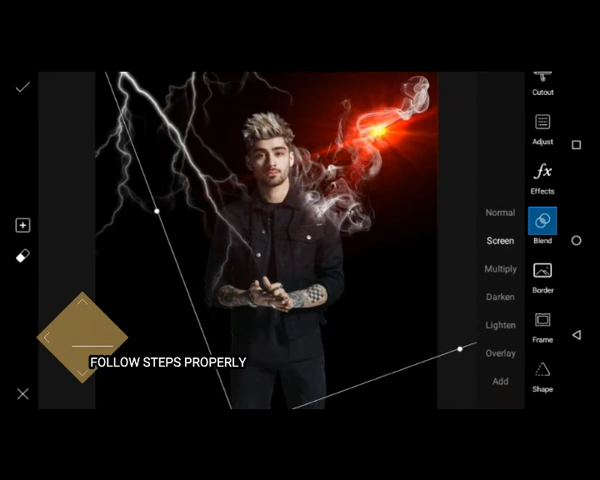 Cutout
Adjust
fx
Effects
Normal
Screen
Blend
Multiply
Border
Darken
Lighten
Frame
Overlay
Add
Shape
FOLLOW STEPS PROPERLY